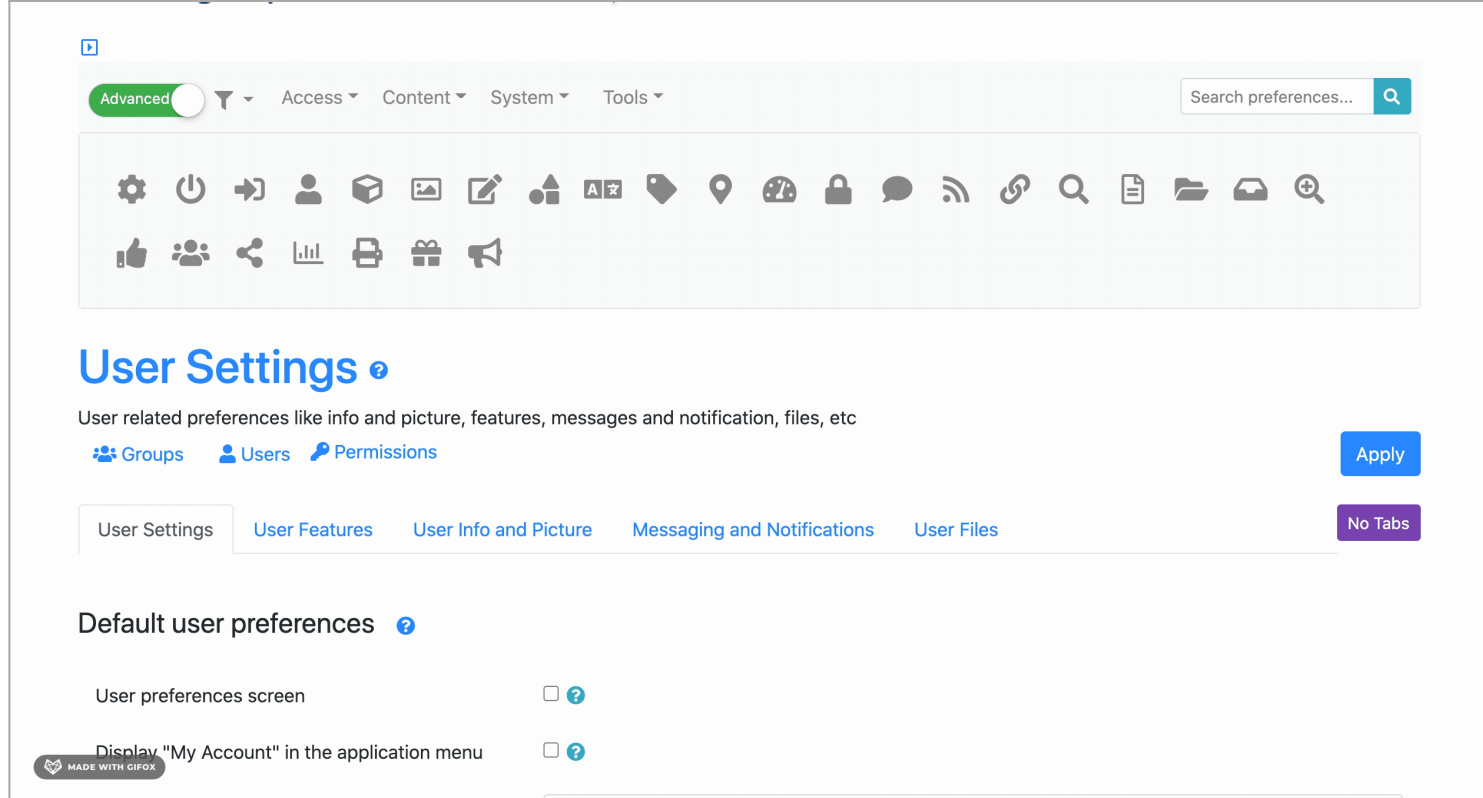 Advanced Access Content System Tools Search preferences...
User Settings
User related preferences like info and picture, features, messages and notification, files, etc
Groups Users Permissions
Apply
User Settings User Features User Info and Picture Messaging and Notifications User Files
No Tabs
Default user preferences
User preferences screen
Display "My Account" in the application menu
MADE WITH GIFOX